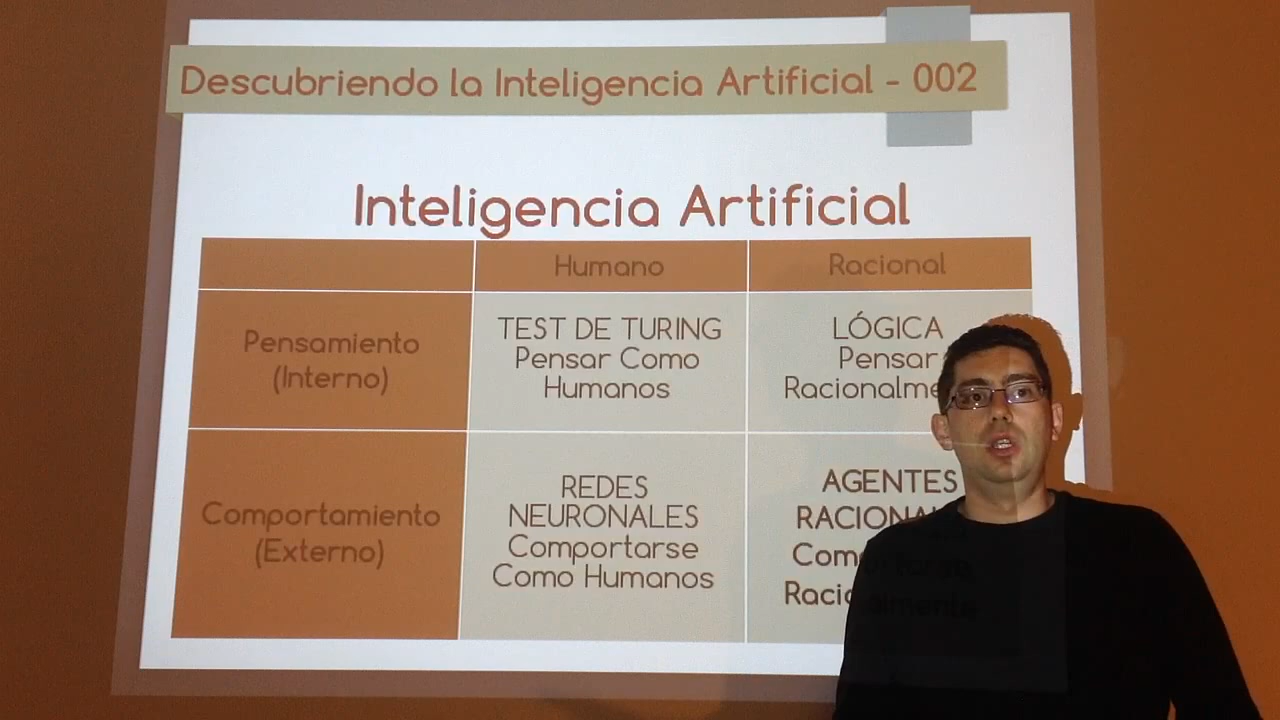 Descubriendo la Inteligencia Artificial - 002
Inteligencia Artificial
Humano
Racional
Pensamiento
(Interno)
TEST DE TURING
Pensar Como
Humanos
LÓGICA
Pensar
Comportamiento
(Externo)
REDES
NEURONALES
Comportarse
Como Humanos
AGENTES